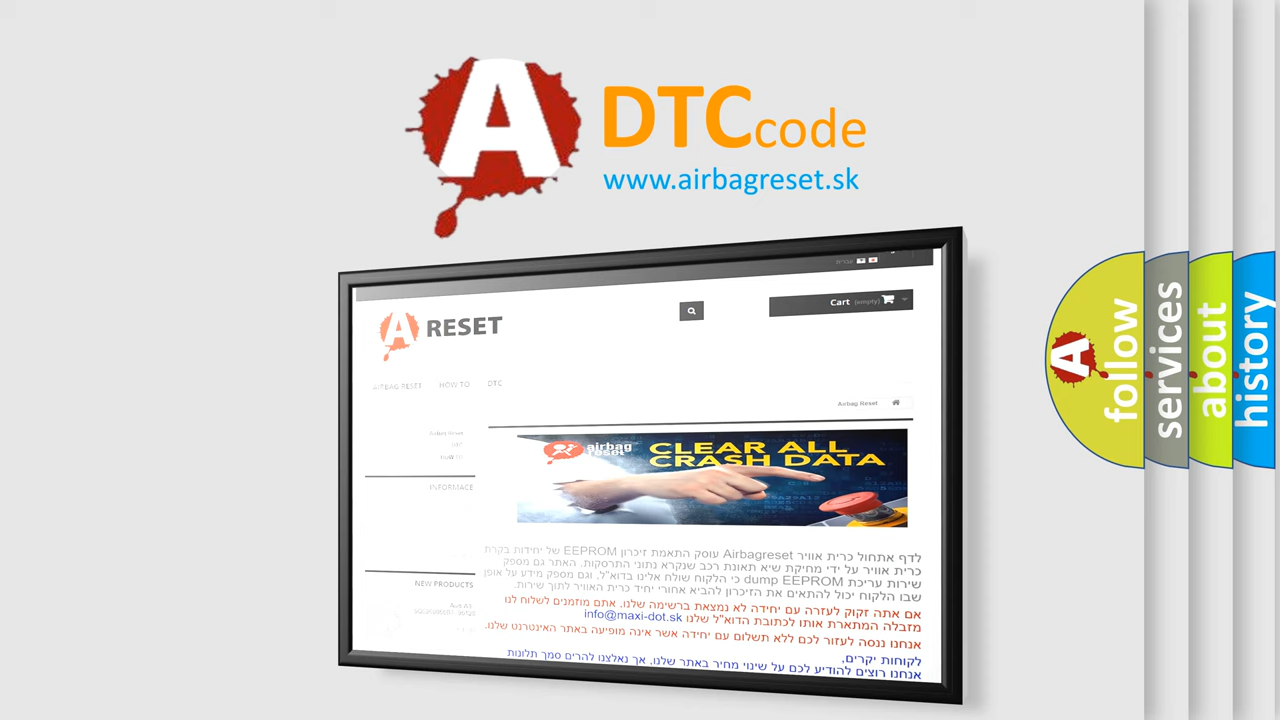 A DTC code
www.airbagreset.sk
Cart (empty)
A RESET
AIRBAG RESET HOW TO DTC
Airbag Reset
airbag
reset
CLEAR ALL
CRASH DATA
Airbag Reset
DTC
INFORMACE
NEW PRODUCTS
לדף אתחול כרית אוויר Airbagreset עוסק התאמת זיכרון EEPROM של יחידות בקרת
כרית אוויר על ידי מחיקת שיא תאונת רכב שנקרא נתוני התרסקות. האתר גם מספק
שירות עריכת dump EEPROM כי הלקוח שולח אלינו בדוא"ל, וגם מספק מידע על אופן
שבו הלקוח יכול להתאים את הזיכרון להביא אחורי יחיד כרית האוויר לתוך שירות.
אם אתה זקוק לעזרה עם יחידה לא נמצאת ברשימה שלנו, אתם מוזמנים לשלוח לנו
מזבלה המתארת אותו לכתובת הדוא"ל שלנו info@maxi-dot.sk
אנחנו ננסה לעזור לכם ללא תשלום עם יחידה אשר אינה מופיעה באתר האינטרנט שלנו.
לקוחות יקרים,
אנחנו רוצים להודיע לכם על שינוי מחיר באתר שלנו, אך נאלצנו להרים סמך תלונות
A follow
services
about
history